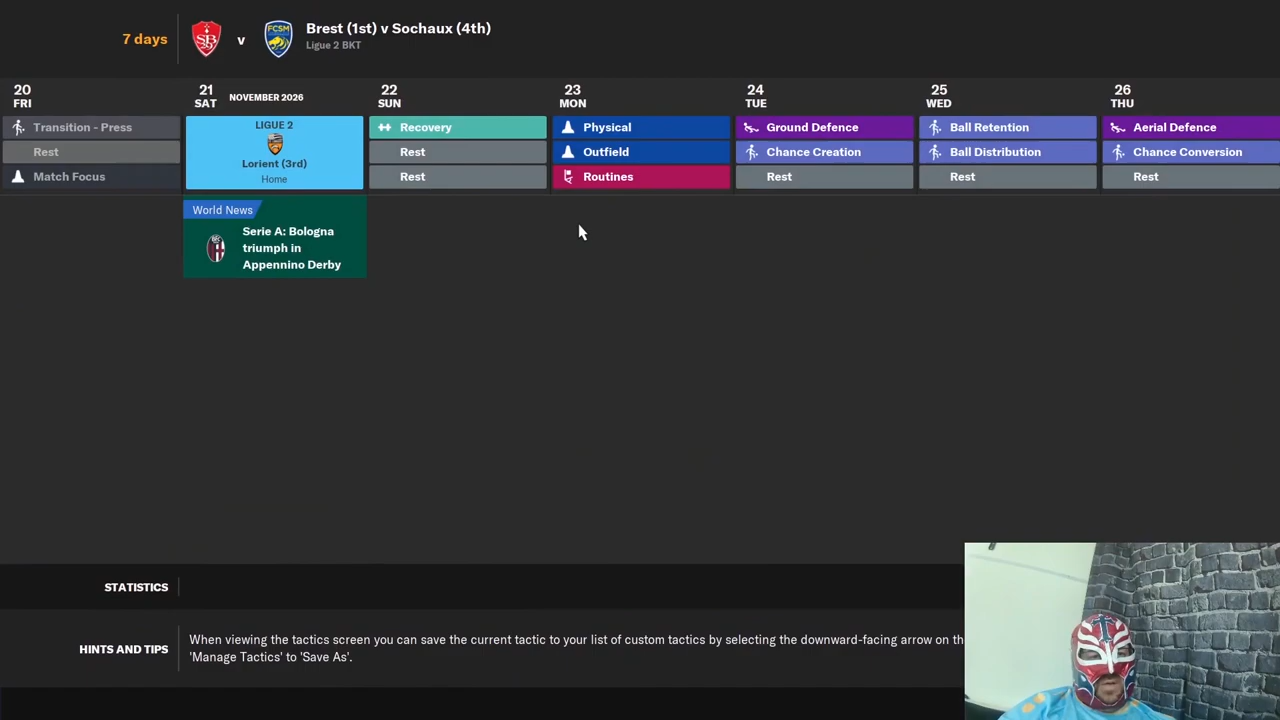 7 days
v
Brest (1st) v Sochaux (4th)
Ligue 2 BKT
20
FRI
21
SAT
NOVEMBER 2026
22
SUN
23
MON
24
TUE
25
WED
26
THU
Transition - Press
Rest
Match Focus
LIGUE 2
Lorient (3rd)
Home
Recovery
Rest
Rest
Physical
Outfield
Routines
Ground Defence
Chance Creation
Rest
Ball Retention
Ball Distribution
Rest
Aerial Defence
Chance Conversion
Rest
World News
Serie A: Bologna
triumph in
Appennino Derby
STATISTICS
HINTS AND TIPS
When viewing the tactics screen you can save the current tactic to your list of custom tactics by selecting the downward-facing arrow on th
'Manage Tactics' to 'Save As'.